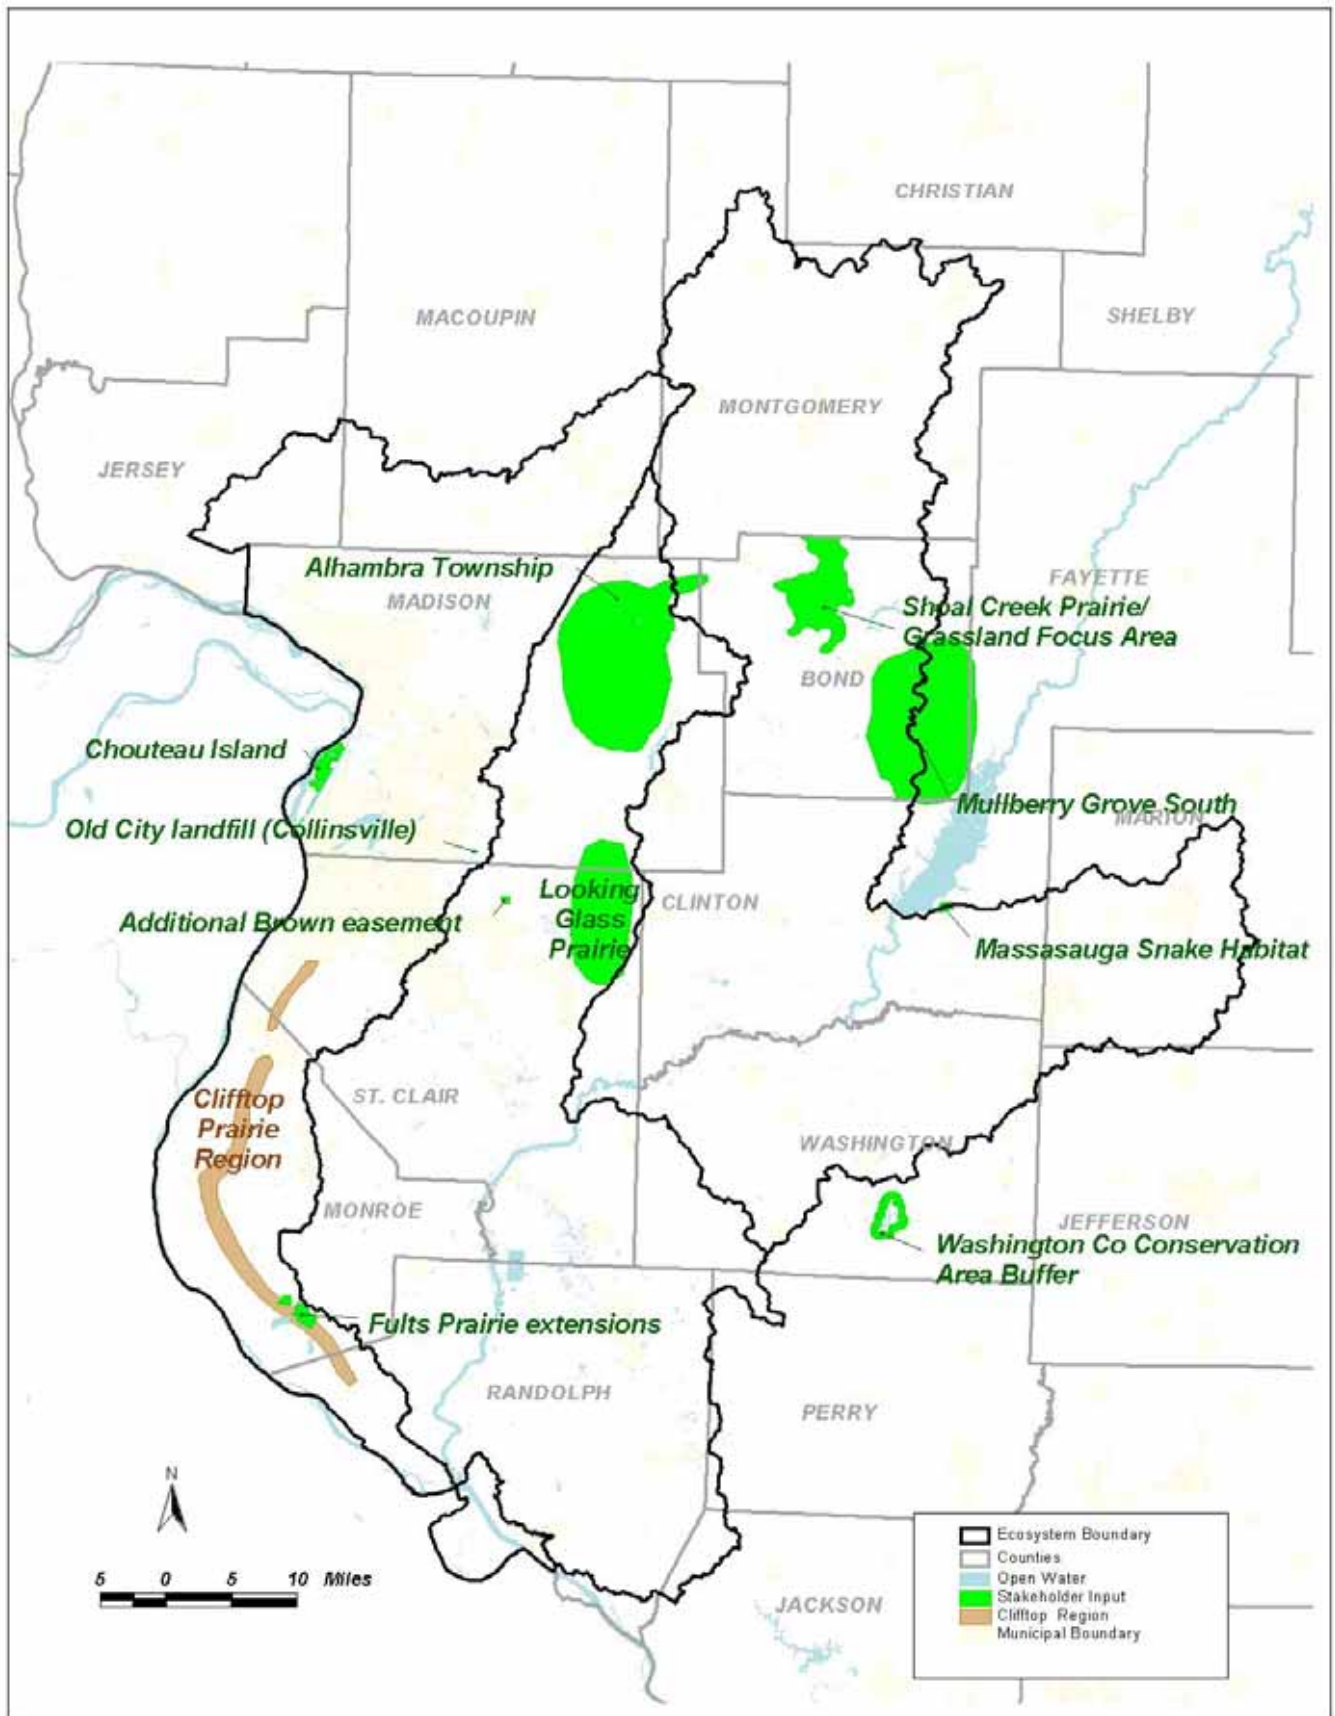 CHRISTIAN
MACOUPIN
SHELBY
MONTGOMERY
JERSEY
Alhambra Township
MADISON
FAYETTE
Shoal Creek Prairie/
Grassland Focus Area
BOND
Chouteau Island
Mullberry Grove South
MARION
Old City landfill (Collinsville)
Looking
Glass
Prairie
CLINTON
Additional Brown easement
Massasauga Snake Habitat
Clifftop
Prairie
Region
ST. CLAIR
WASHINGTON
MONROE
JEFFERSON
Washington Co Conservation
Area Buffer
Fults Prairie extensions
RANDOLPH
PERRY
N
5 0 5 10 Miles
JACKSON
Ecosystem Boundary
Counties
Open Water
Stakeholder Input
Clifftop Region
Municipal Boundary